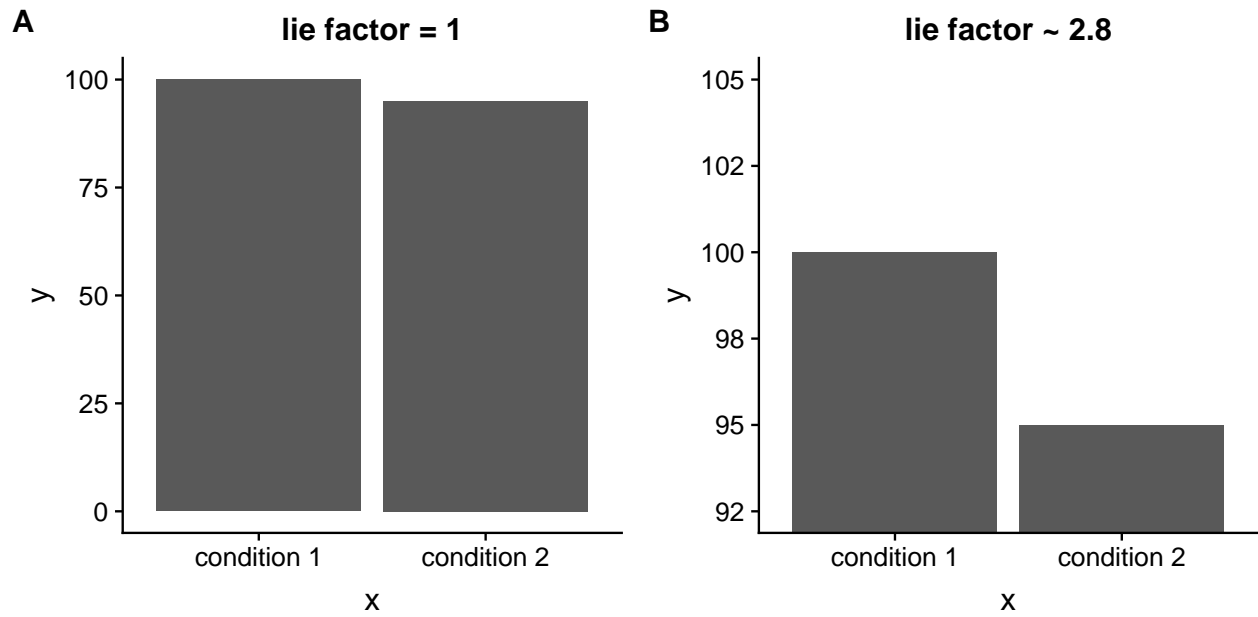 A
lie factor = 1
100
75
50
25
0
y
condition 1
condition 2
x
B
lie factor ~ 2.8
105
102
100
98
95
92
y
condition 1
condition 2
x